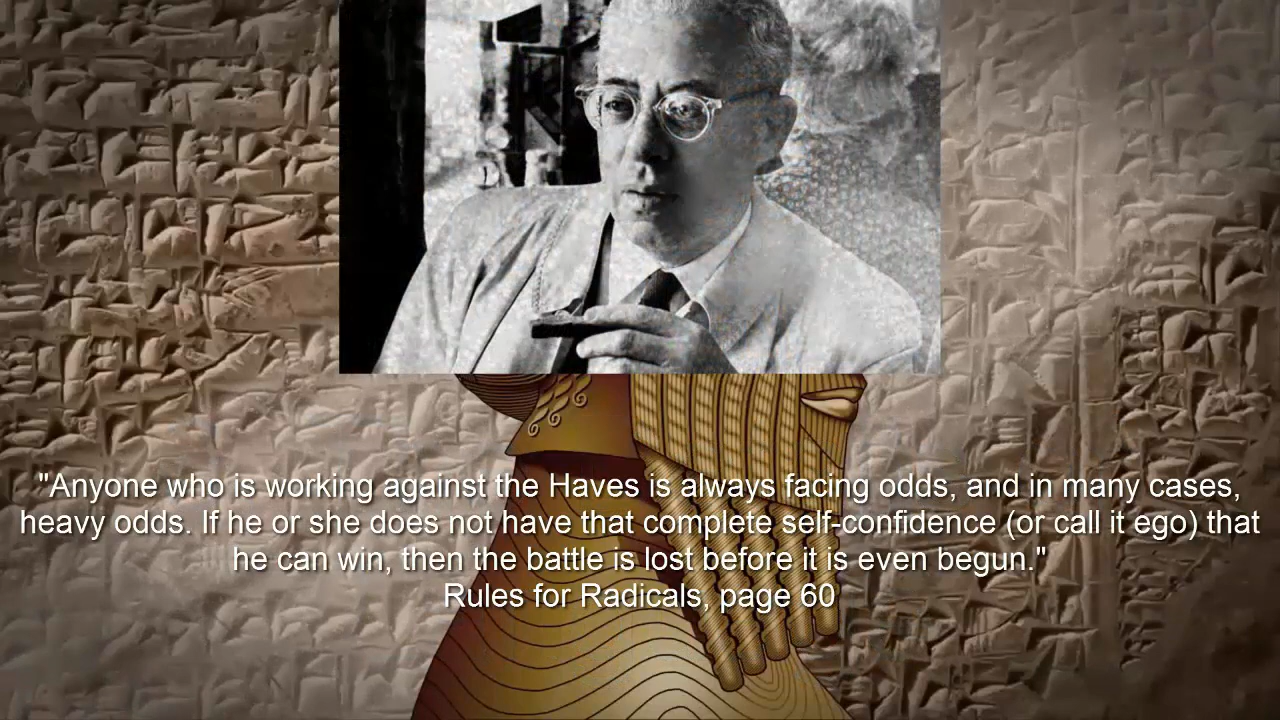 "Anyone who is working against the Haves is always facing odds, and in many cases,
heavy odds. If he or she does not have that complete self-confidence (or call it ego) that
he can win, then the battle is lost before it is even begun."
Rules for Radicals, page 60